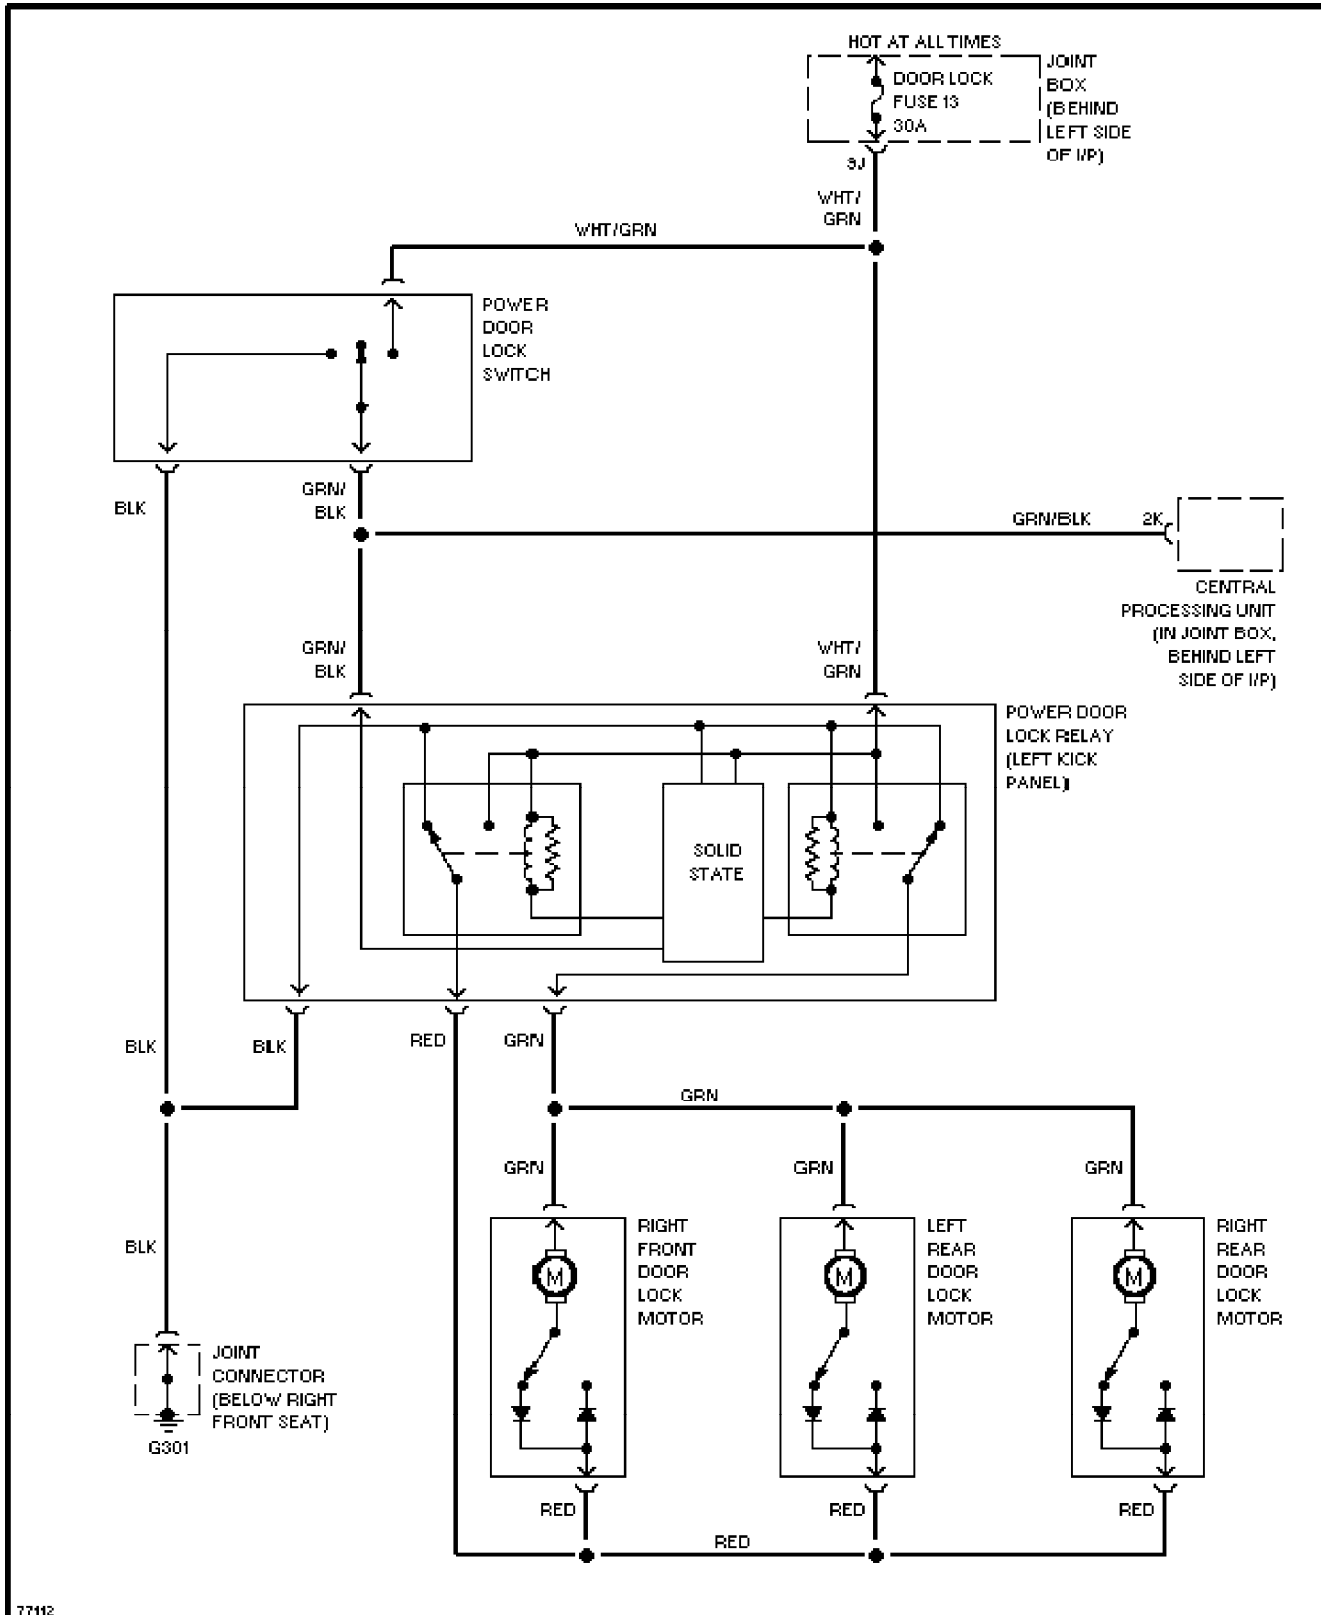 HOT AT ALL TIMES
DOOR LOCK
FUSE 13
30A
JOINT
BOX
(BEHIND
LEFT SIDE
OF I/P)
9J
WHT/
GRN
WHT/GRN
POWER
DOOR
LOCK
SWITCH
BLK
GRN/
BLK
GRN/BLK
2K
CENTRAL
PROCESSING UNIT
(IN JOINT BOX,
BEHIND LEFT
SIDE OF I/P)
GRN/
BLK
WHT/
GRN
POWER DOOR
LOCK RELAY
(LEFT KICK
PANEL)
SOLID
STATE
BLK
BLK
RED
GRN
GRN
GRN
GRN
GRN
BLK
RIGHT
FRONT
DOOR
LOCK
MOTOR
M
LEFT
REAR
DOOR
LOCK
MOTOR
M
RIGHT
REAR
DOOR
LOCK
MOTOR
M
JOINT
CONNECTOR
(BELOW RIGHT
FRONT SEAT)
G301
RED
RED
RED
RED
77112